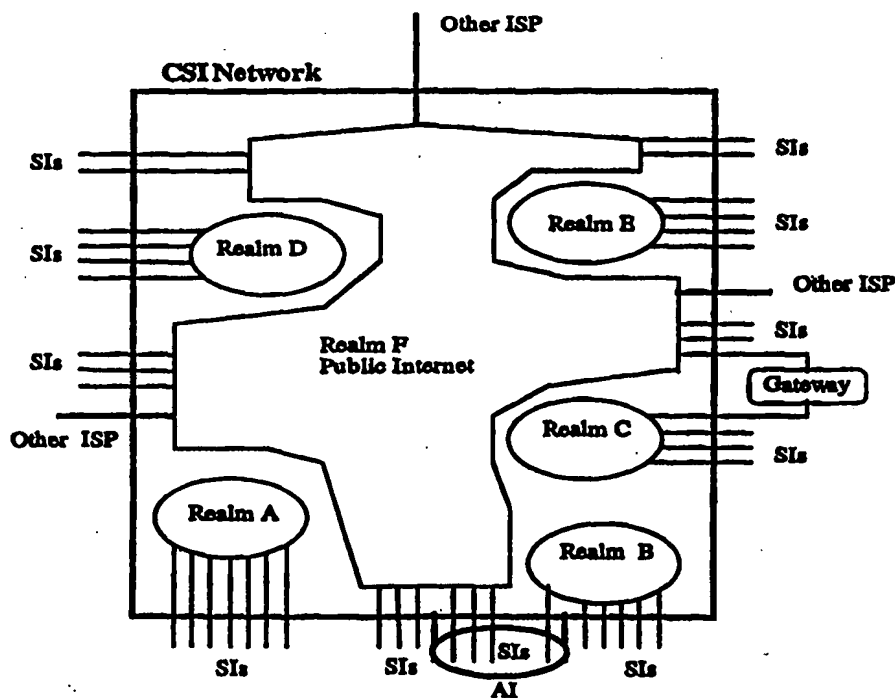 Other ISP
CSI Network
SIs
SIs
Realm E
Realm D
SIs
SIs
Other ISP
SIs
Realm F
Public Internet
SIs
Gateway
Other ISP
Realm C
SIs
Realm A
Realm B
SIs
SIs
SIs
SIs
AI